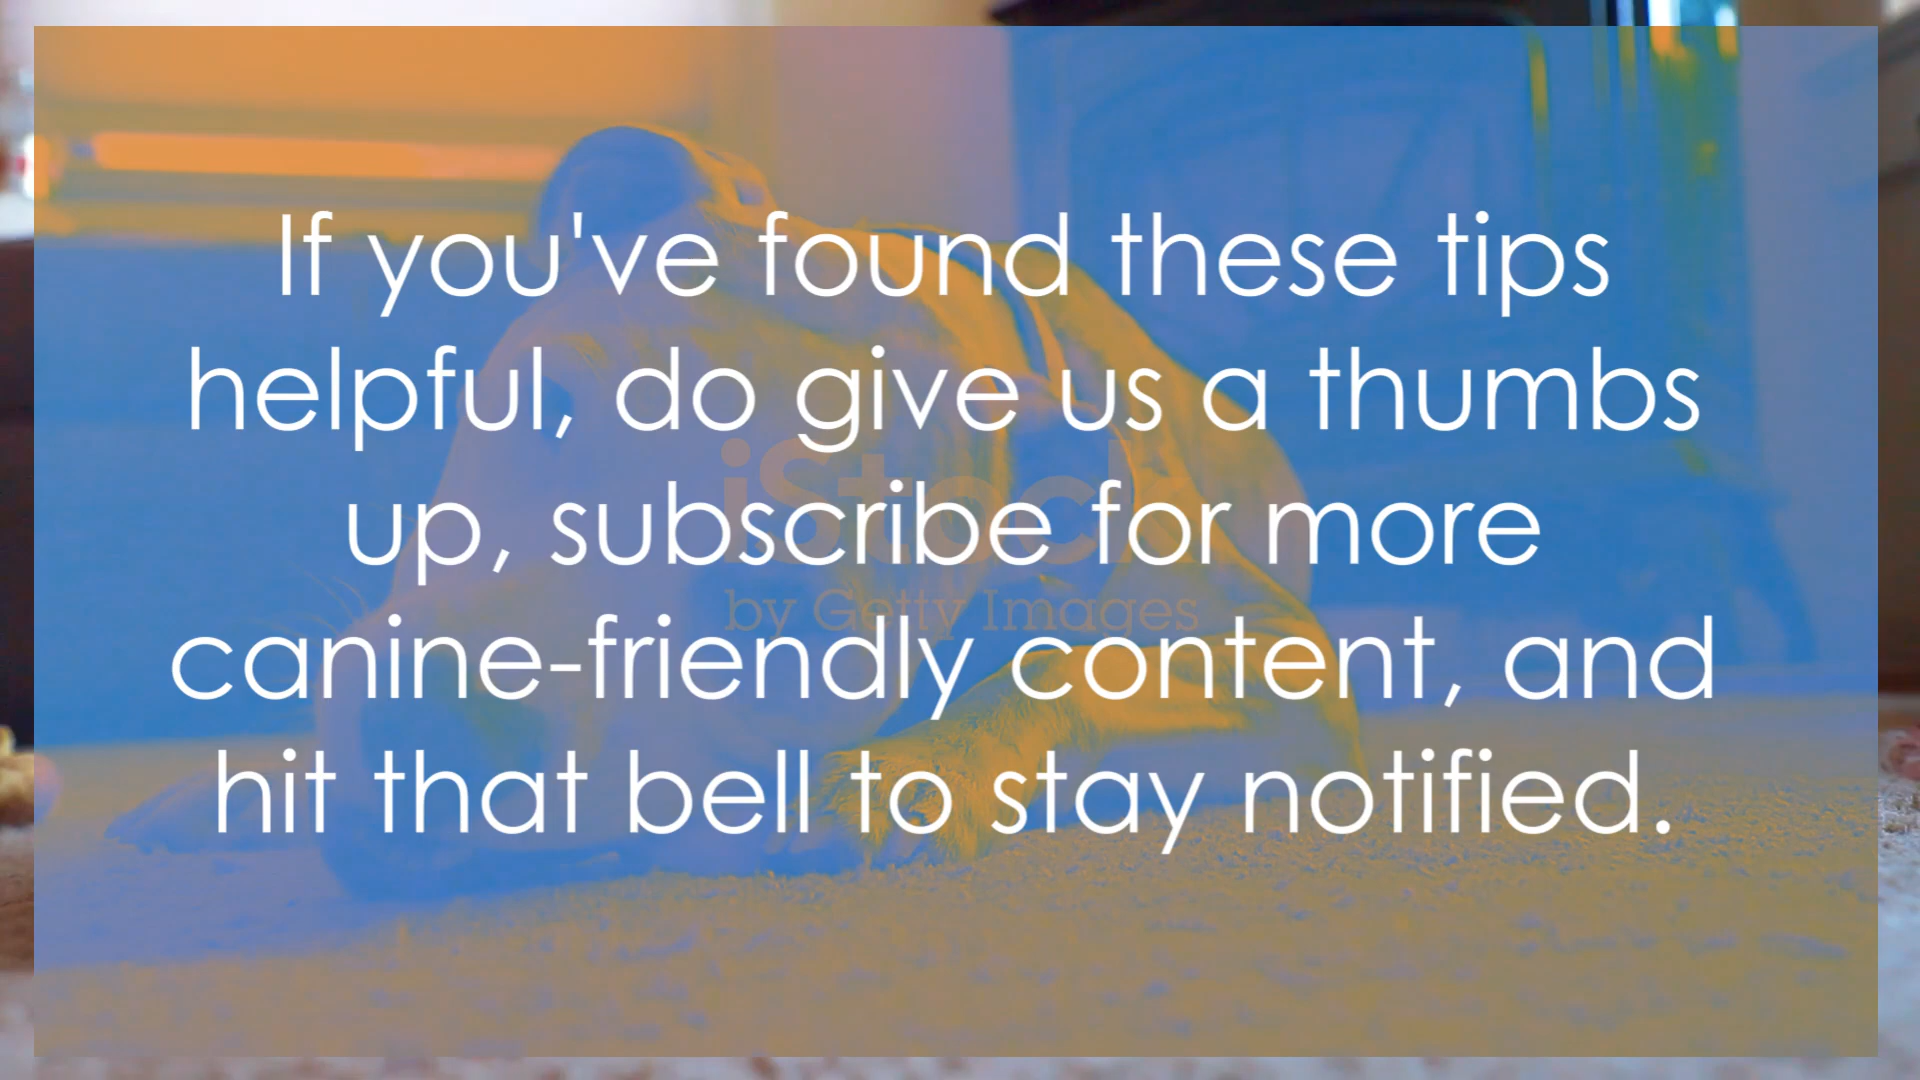 If you've found these tips
helpful, do give us a thumbs
up, subscribe for more
canine-friendly content, and
hit that bell to stay notified.
iStock
by Getty Images